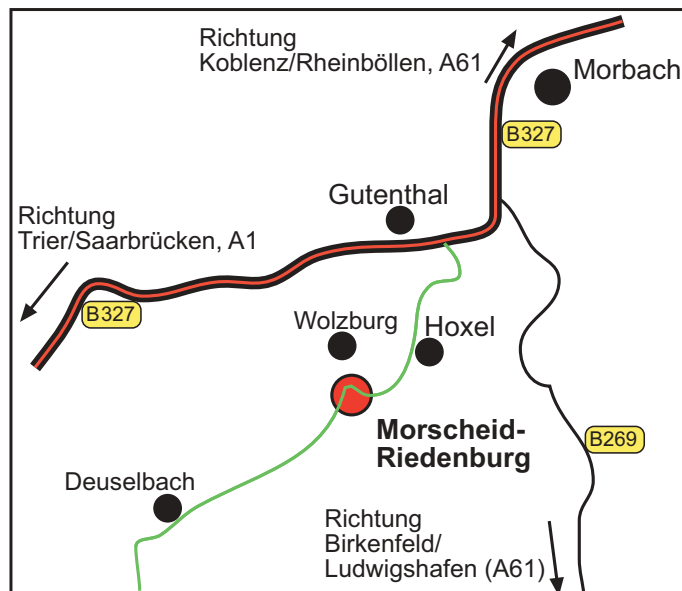 Richtung
Koblenz/Rheinböllen, A61
Morbach
B327
Gutenthal
Richtung
Trier/Saarbrücken, A1
B327
Wolzburg
Hoxel
Morscheid-
Riedenburg
B269
Deuselbach
Richtung
Birkenfeld/
Ludwigshafen (A61)